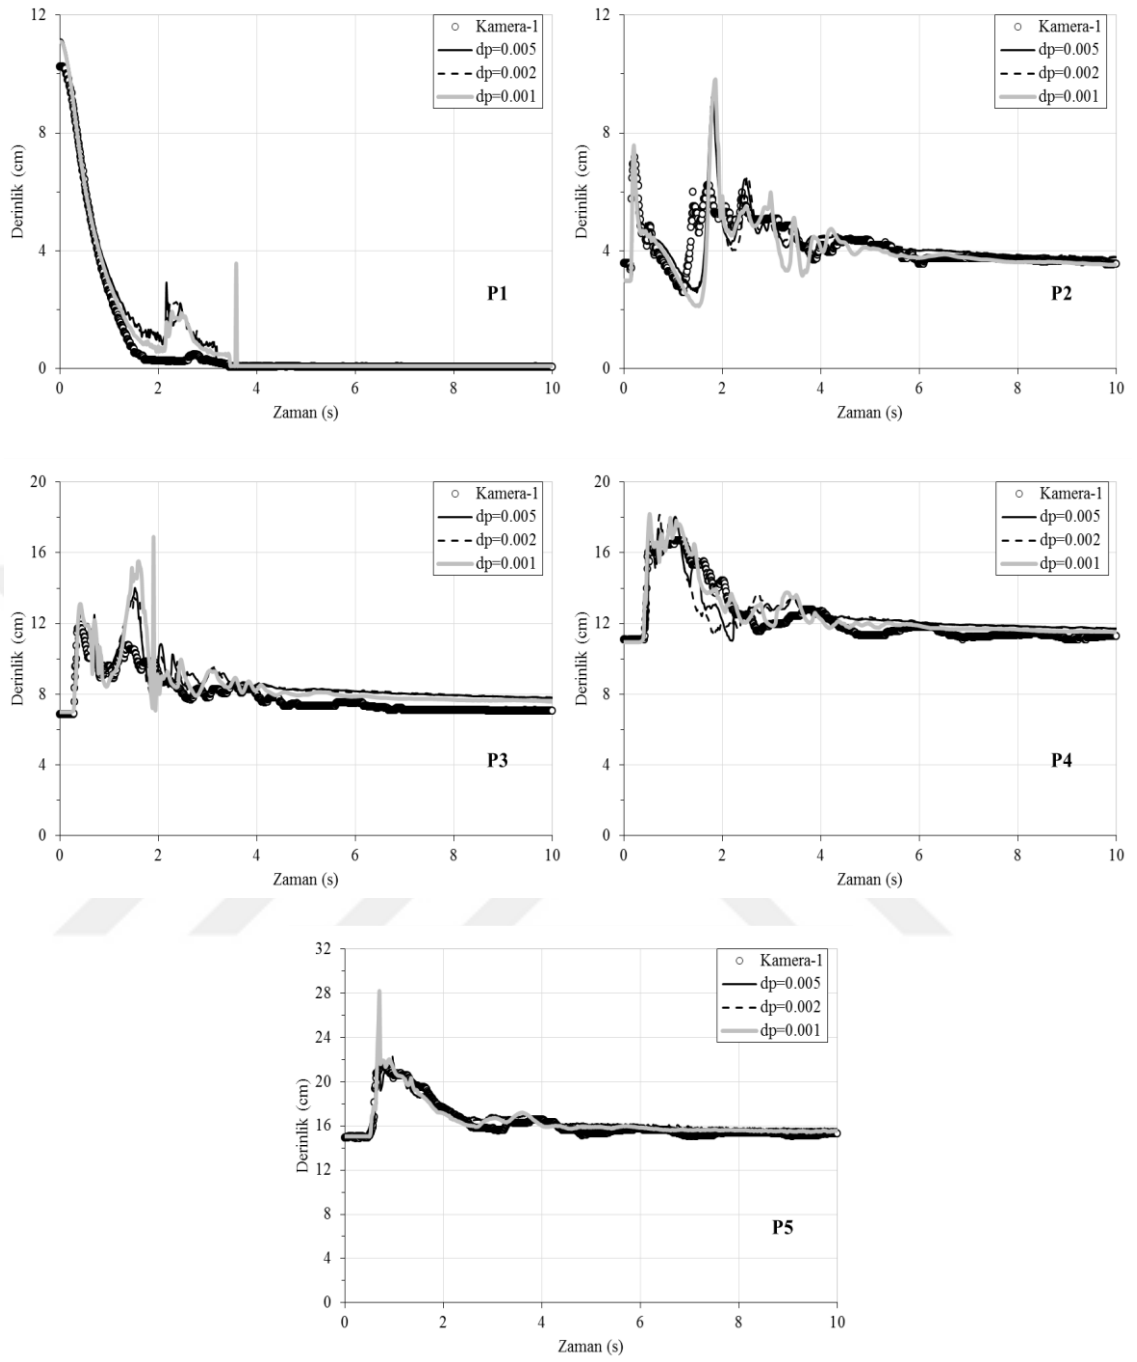 12
8
4
0
Derinlik (cm)
Kamera-1
dp=0.005
dp=0.002
dp=0.001
P1
0 2 4 6 8 10
Zaman (s)
12
8
4
0
Derinlik (cm)
Kamera-1
dp=0.005
dp=0.002
dp=0.001
P2
0 2 4 6 8 10
Zaman (s)
20
16
12
8
4
0
Derinlik (cm)
Kamera-1
dp=0.005
dp=0.002
dp=0.001
P3
0 2 4 6 8 10
Zaman (s)
20
16
12
8
4
0
Derinlik (cm)
Kamera-1
dp=0.005
dp=0.002
dp=0.001
P4
0 2 4 6 8 10
Zaman (s)
32
28
24
20
16
12
8
4
0
Derinlik (cm)
Kamera-1
dp=0.005
dp=0.002
dp=0.001
P5
0 2 4 6 8 10
Zaman (s)